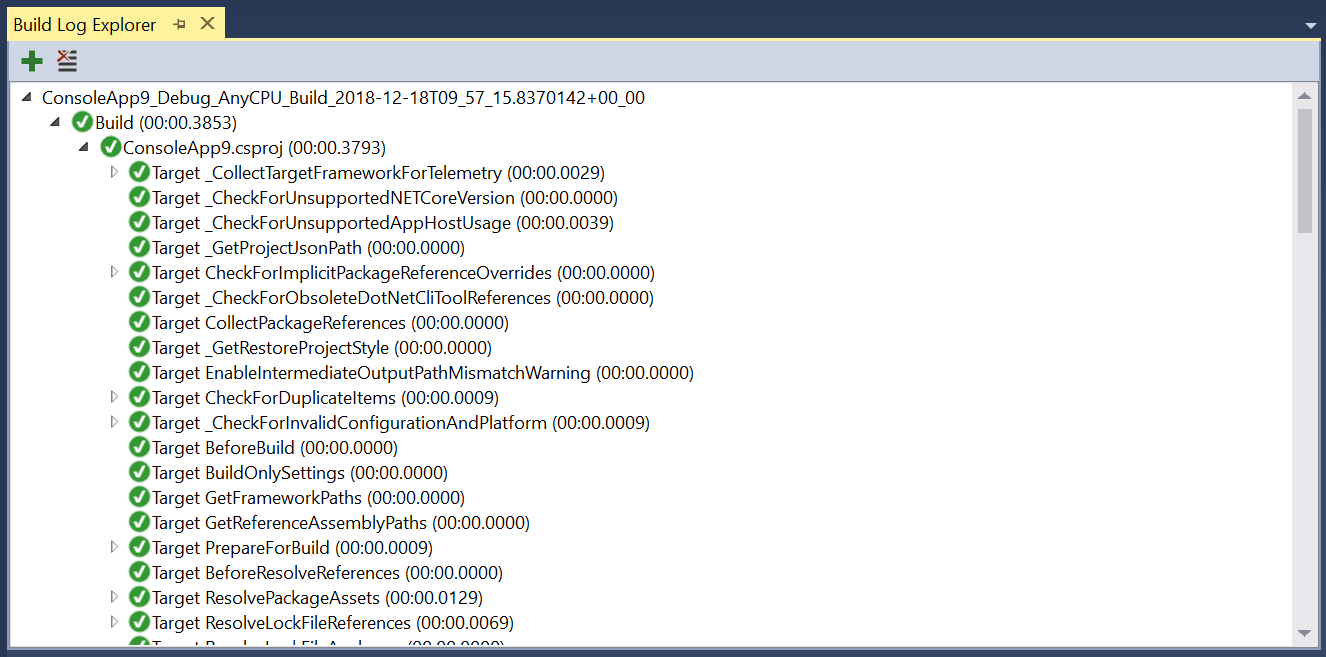 Build Log Explorer
ConsoleApp9_Debug_AnyCPU_Build_2018-12-18T09_57_15.8370142+00_00
Build (00:00.3853)
ConsoleApp9.csproj (00:00.3793)
Target _CollectTargetFrameworkForTelemetry (00:00.0029)
Target _CheckForUnsupportedNETCoreVersion (00:00.0000)
Target _CheckForUnsupportedAppHostUsage (00:00.0039)
Target _GetProjectJsonPath (00:00.0000)
Target CheckForImplicitPackageReferenceOverrides (00:00.0000)
Target _CheckForObsoleteDotNetCliToolReferences (00:00.0000)
Target CollectPackageReferences (00:00.0000)
Target _GetRestoreProjectStyle (00:00.0000)
Target EnableIntermediateOutputPathMismatchWarning (00:00.0000)
Target CheckForDuplicateItems (00:00.0009)
Target _CheckForInvalidConfigurationAndPlatform (00:00.0009)
Target BeforeBuild (00:00.0000)
Target BuildOnlySettings (00:00.0000)
Target GetFrameworkPaths (00:00.0000)
Target GetReferenceAssemblyPaths (00:00.0000)
Target PrepareForBuild (00:00.0009)
Target BeforeResolveReferences (00:00.0000)
Target ResolvePackageAssets (00:00.0129)
Target ResolveLockFileReferences (00:00.0069)